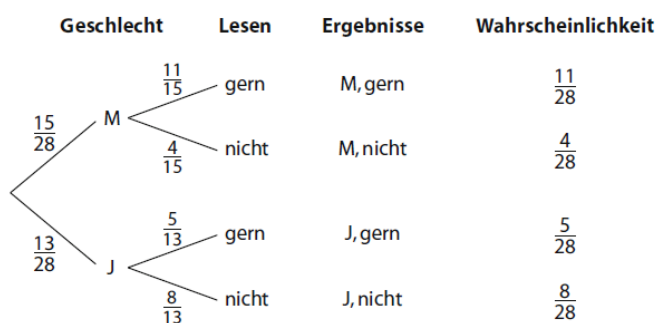 Geschlecht Lesen Ergebnisse Wahrscheinlichkeit
11/15 gern M, gern 11/28
15/28 M
4/15 nicht M, nicht 4/28
5/13 gern J, gern 5/28
13/28 J
8/13 nicht J, nicht 8/28